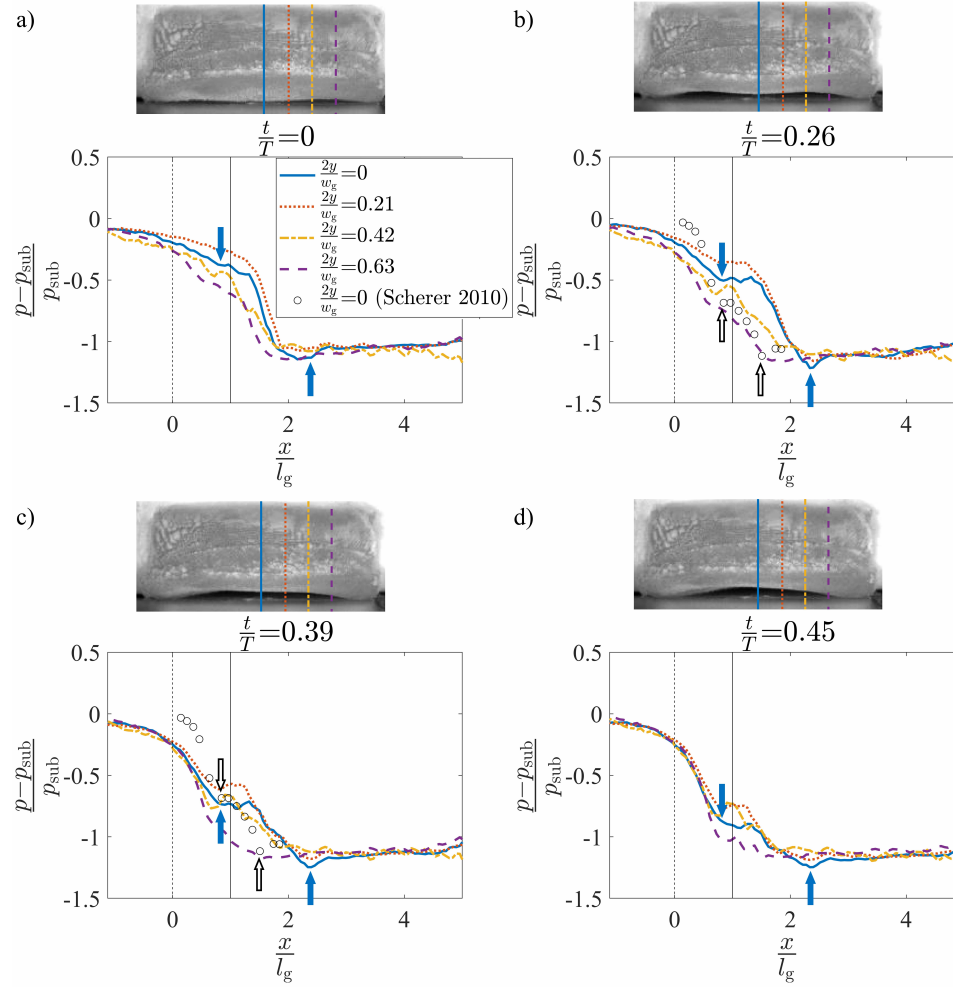 a)
t/T=0
0.5
0
-0.5
-1
-1.5
p−p_sub
p_sub
2y/w_g=0
2y/w_g=0.21
2y/w_g=0.42
2y/w_g=0.63
2y/w_g=0 (Scherer 2010)
0 2 4
x/l_g
b)
t/T=0.26
0.5
0
-0.5
-1
-1.5
p−p_sub
p_sub
0 2 4
x/l_g
c)
t/T=0.39
0.5
0
-0.5
-1
-1.5
p−p_sub
p_sub
0 2 4
x/l_g
d)
t/T=0.45
0.5
0
-0.5
-1
-1.5
p−p_sub
p_sub
0 2 4
x/l_g